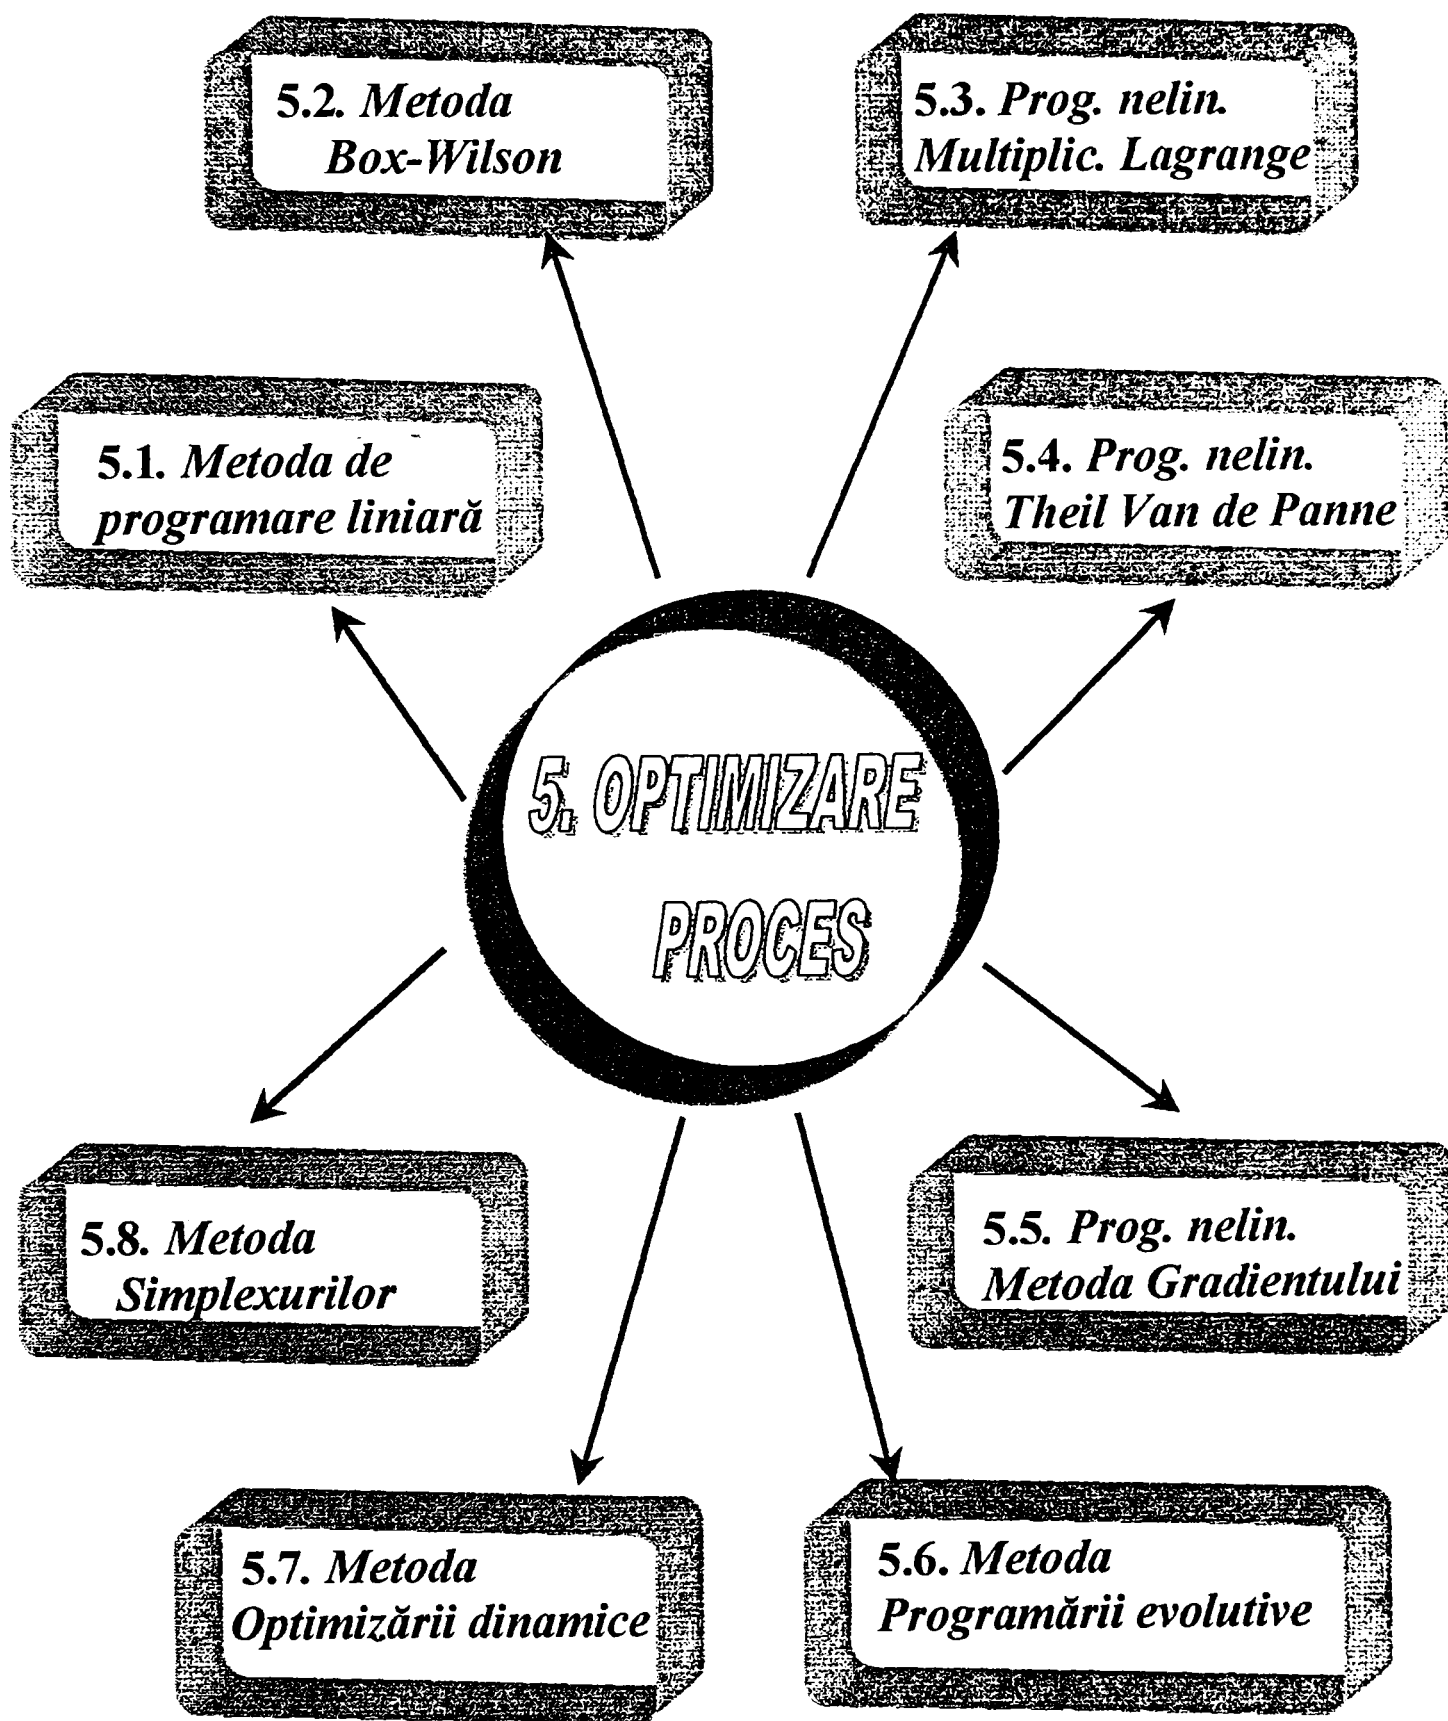 5.2. Metoda
Box-Wilson
5.3. Prog. nelin.
Multiplic. Lagrange
5.1. Metoda de
programare liniară
5.4. Prog. nelin.
Theil Van de Panne
5. OPTIMIZARE
PROCES
5.8. Metoda
Simplexurilor
5.5. Prog. nelin.
Metoda Gradientului
5.7. Metoda
Optimizării dinamice
5.6. Metoda
Programării evolutive